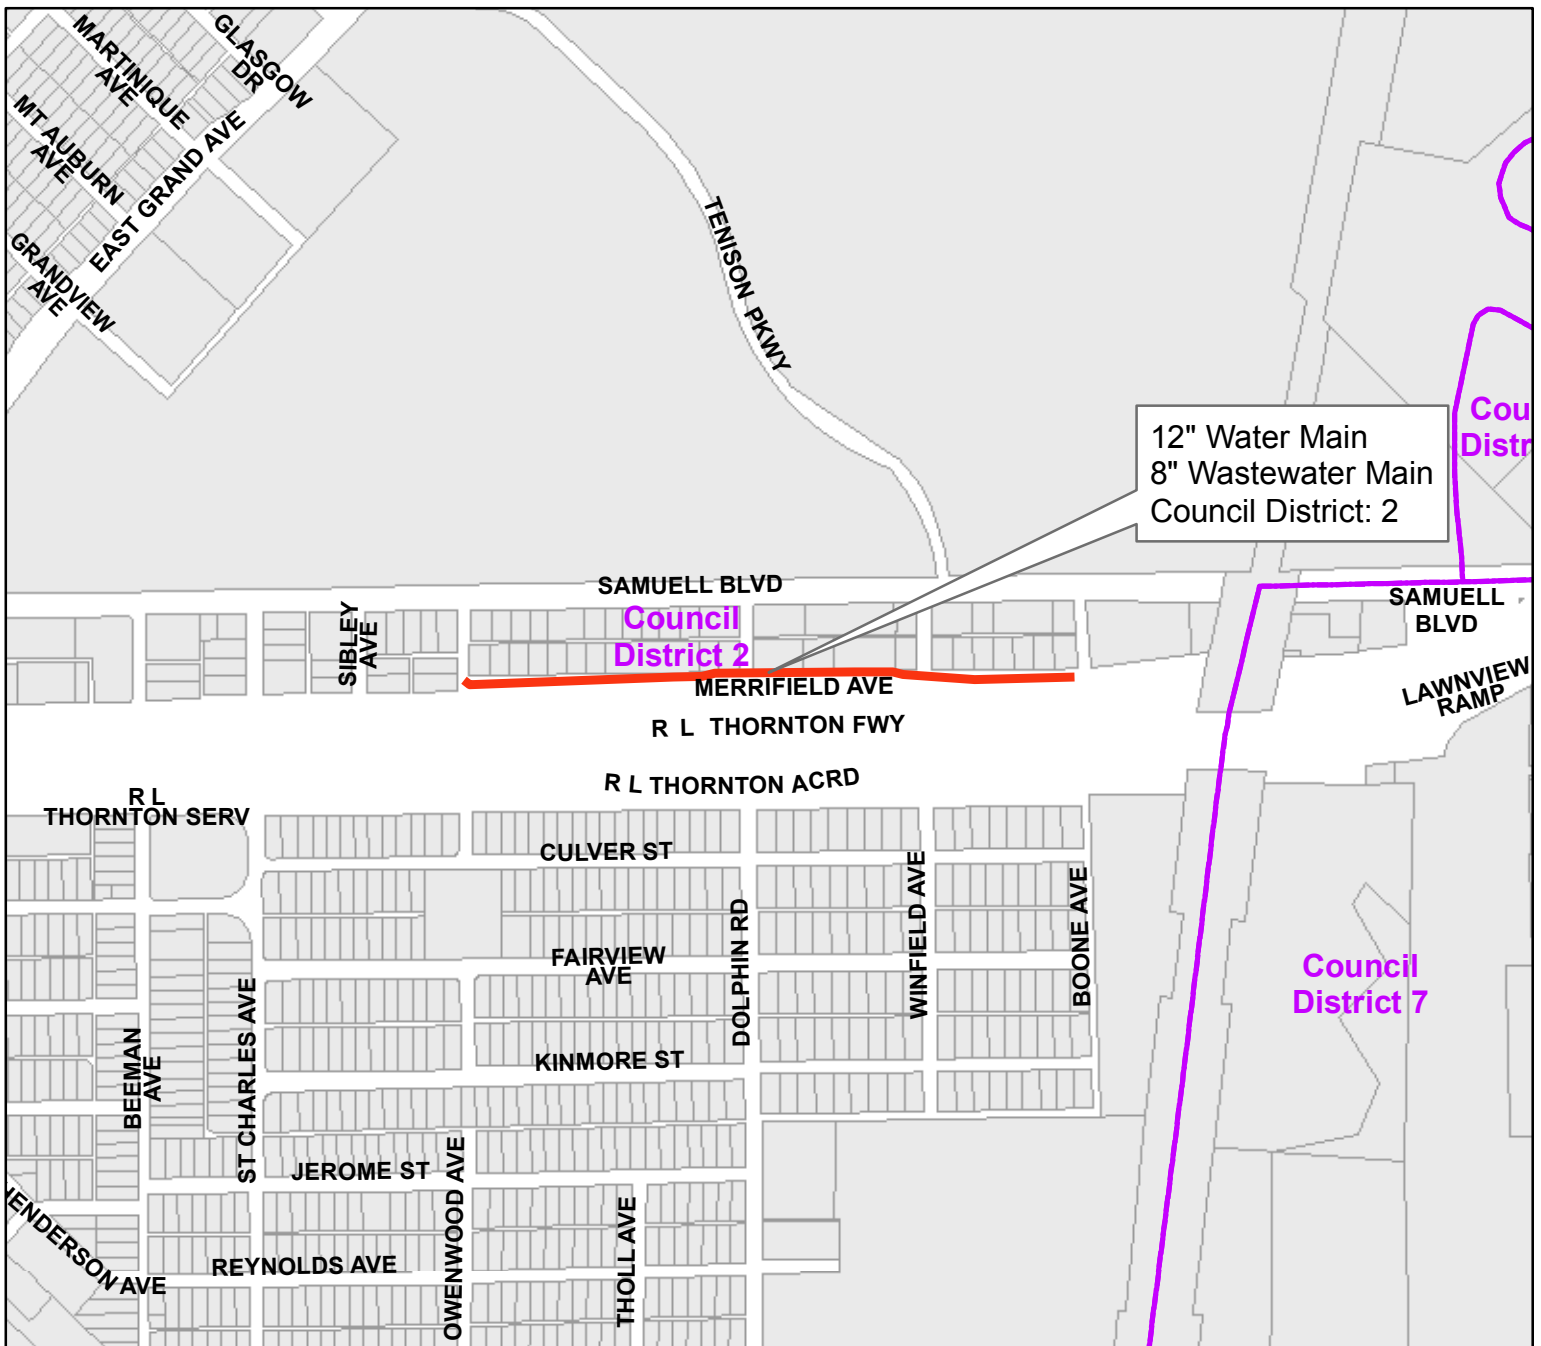 GLASGOW
DR
MARTINIQUE
AVE
MT AUBURN
AVE
EAST GRAND AVE
GRANDVIEW
AVE
TENISON PKWY
12" Water Main
8" Wastewater Main
Council District: 2
Cou
Distr
SAMUELL BLVD
SAMUELL
BLVD
Council
District 2
SIBLEY
AVE
MERRIFIELD AVE
LAWNVIEW
RAMP
R L THORNTON FWY
R L THORNTON ACRD
R L
THORNTON SERV
CULVER ST
FAIRVIEW
AVE
DOLPHIN RD
WINFIELD AVE
BOONE AVE
Council
District 7
KINMORE ST
BEEMAN
AVE
ST CHARLES AVE
JEROME ST
OWENWOOD AVE
THOLL AVE
HENDERSON AVE
REYNOLDS AVE